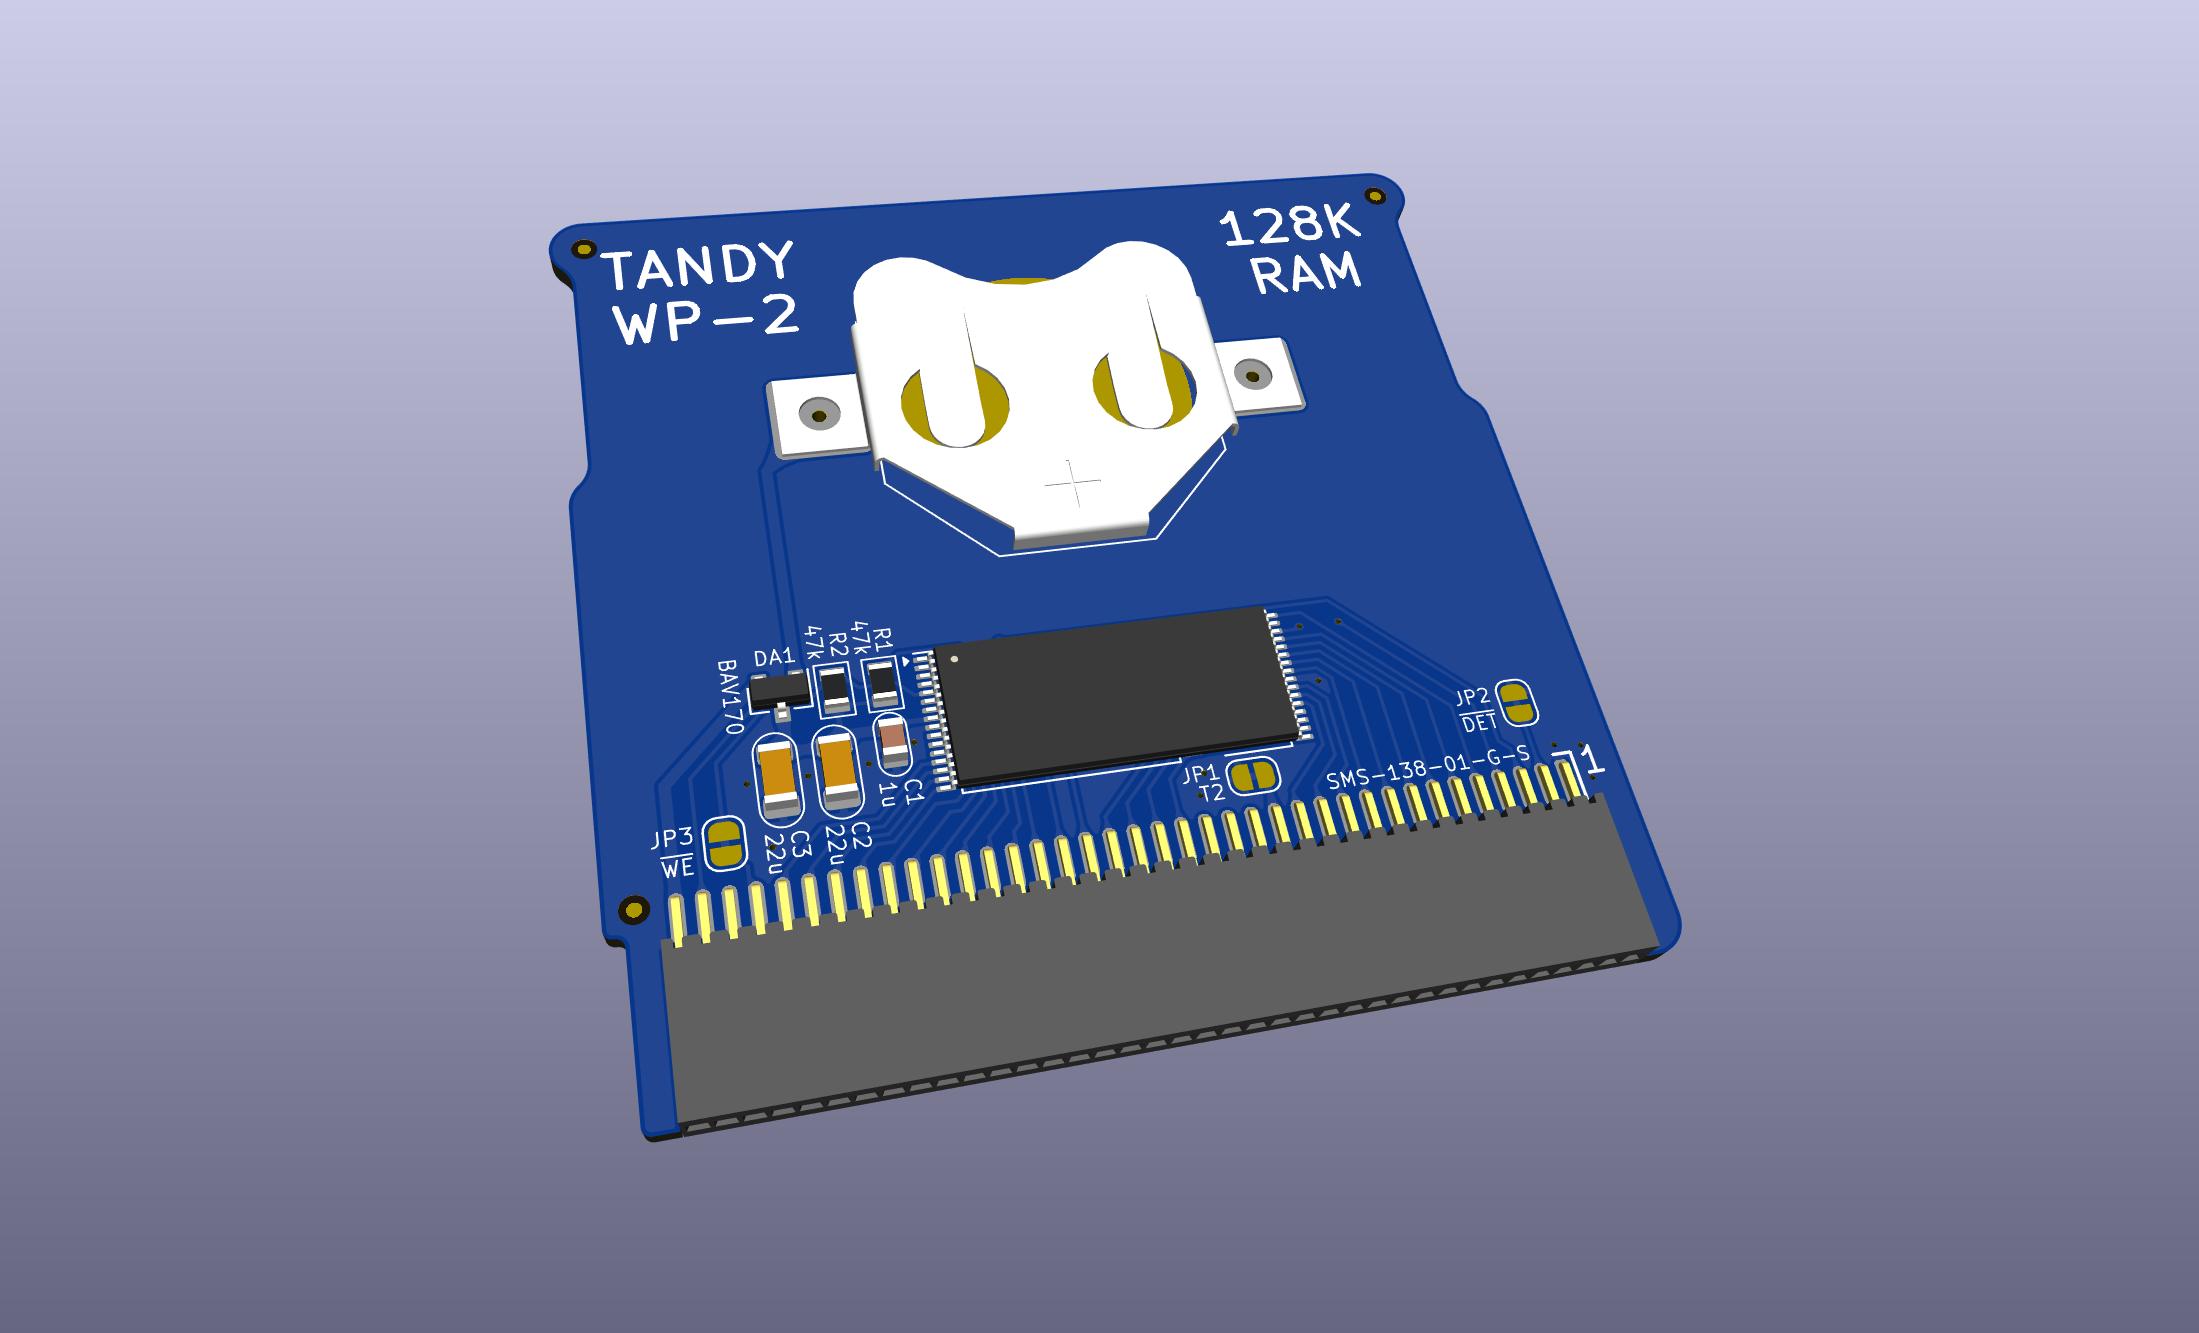 TANDY
WP-2
128K
RAM
DA1
BAV170
47k
R2
47k
R1
JP2
DET
1
SMS-138-01-G-S
JP1
T2
1u
C1
22u
C2
22u
C3
JP3
WE